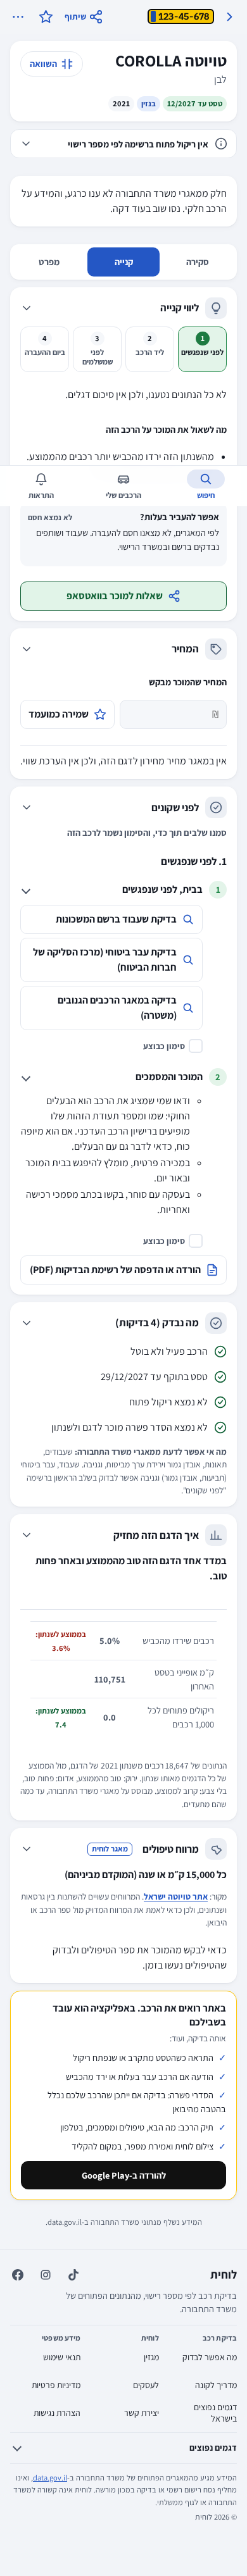 123-45-678
שיתוף
טויוטה COROLLA
לבן
טסט עד 12/2027
בנזין
2021
השוואה
אין ריקול פתוח ברשימה לפי מספר רישוי
חלק ממאגרי משרד התחבורה לא ענו כרגע, והמידע על
הרכב חלקי. נסו שוב בעוד דקה.
סקירה
קנייה
מפרט
ליווי קנייה
1
לפני שנפגשים
2
ליד הרכב
3
לפני
שמשלמים
4
ביום ההעברה
לא כל הנתונים נטענו, ולכן אין סיכום דגלים.
מה לשאול את המוכר על הרכב הזה
מהשנתון הזה ירדו מהכביש יותר רכבים מהממוצע.
חיפוש
הרכבים שלי
התראות
אפשר להעביר בעלות?
לא נמצא חסם
לפי המאגרים, לא מצאנו חסם להעברה. שעבוד ושותפים
נבדקים ברשם ובמשרד הרישוי.
שאלות למוכר בוואטסאפ
המחיר
המחיר שהמוכר מבקש
₪
שמירה כמועמד
אין במאגר מחיר מחירון לדגם הזה, ולכן אין הערכת שווי.
לפני שקונים
סמנו שלבים תוך כדי, והסימון נשמר לרכב הזה
1. לפני שנפגשים
1
בבית, לפני שנפגשים
בדיקת שעבוד ברשם המשכונות
בדיקת עבר ביטוחי (מרכז הסליקה של
חברות הביטוח)
בדיקה במאגר הרכבים הגנובים
(משטרה)
סימון כבוצע
2
המוכר והמסמכים
ודאו שמי שמציג את הרכב הוא הבעלים
החוקי: שמו ומספר תעודת הזהות שלו
מופיעים ברישיון הרכב העדכני. אם הוא מיופה
כוח, כדאי לדבר גם עם הבעלים.
במכירה פרטית, מומלץ להיפגש בבית המוכר
ובאור יום.
בעסקה עם סוחר, בקשו בכתב מסמכי רכישה
ואחריות.
סימון כבוצע
הורדה או הדפסה של רשימת הבדיקות (PDF)
מה נבדק (4 בדיקות)
הרכב פעיל ולא בוטל
טסט בתוקף עד 29/12/2027
לא נמצא ריקול פתוח
לא נמצא הסדר פשרה מוכר לדגם ולשנתון
מה אי אפשר לדעת ממאגרי משרד התחבורה: שעבודים,
תאונות, אובדן גמור וירידת ערך מביטוח, וגניבה. שעבוד, עבר ביטוחי
(תביעות, אובדן גמור) וגניבה אפשר לבדוק בשלב הראשון ברשימה
"לפני שקונים".
איך הדגם הזה מחזיק
במדד אחד הדגם הזה טוב מהממוצע ובאחר פחות
טוב.
רכבים שירדו מהכביש
5.0%
בממוצע לשנתון:
3.6%
ק״מ אופייני בטסט
האחרון
110,751
ריקולים פתוחים לכל
1,000 רכבים
0.0
בממוצע לשנתון:
7.4
הנתונים של 18,647 רכבים משנתון 2021 של הדגם, מול הממוצע
של כל הדגמים מאותו שנתון. ירוק: טוב מהממוצע, אדום: פחות טוב,
בלי צבע: קרוב לממוצע. מבוסס על מאגרי משרד התחבורה, עד כמה
שהם מתעדים.
מרווח טיפולים
מאגר לוחית
כל 15,000 ק״מ או שנה (המוקדם מביניהם)
מקור: אתר טויוטה ישראל. המרווחים עשויים להשתנות בין גרסאות
ושנתונים, ולכן כדאי לאמת את המרווח המדויק מול ספר הרכב או
היבואן.
כדאי לבקש מהמוכר את ספר הטיפולים ולבדוק
שהטיפולים נעשו בזמן.
באתר רואים את הרכב. באפליקציה הוא עובד
בשבילכם
אותה בדיקה, ועוד:
✓ התראה כשהטסט מתקרב או שנפתח ריקול
✓ הודעה אם הרכב עבר בעלות או ירד מהכביש
✓ הסדרי פשרה: בדיקה אם ייתכן שהרכב שלכם נכלל
בהטבה מהיבואן
✓ תיק הרכב: מה הבא, טיפולים ומסמכים, בטלפון
✓ צילום לוחית ואמירת מספר, במקום להקליד
להורדה ב-Google Play
המידע נשלף מנתוני משרד התחבורה ב-data.gov.il.
לוחית
בדיקת רכב לפי מספר רישוי, מהנתונים הפתוחים של
משרד התחבורה.
בדיקת רכב
לוחית
מידע משפטי
מה אפשר לבדוק
מגזין
תנאי שימוש
מדריך לקונה
לעסקים
מדיניות פרטיות
דגמים נפוצים
בישראל
יצירת קשר
הצהרת נגישות
דגמים נפוצים
המידע מגיע מהמאגרים הפתוחים של משרד התחבורה ב-data.gov.il, ואינו
מחליף נסח רישום רשמי או בדיקה במכון מורשה. לוחית אינה קשורה למשרד
התחבורה או לגוף ממשלתי.
© 2026 לוחית